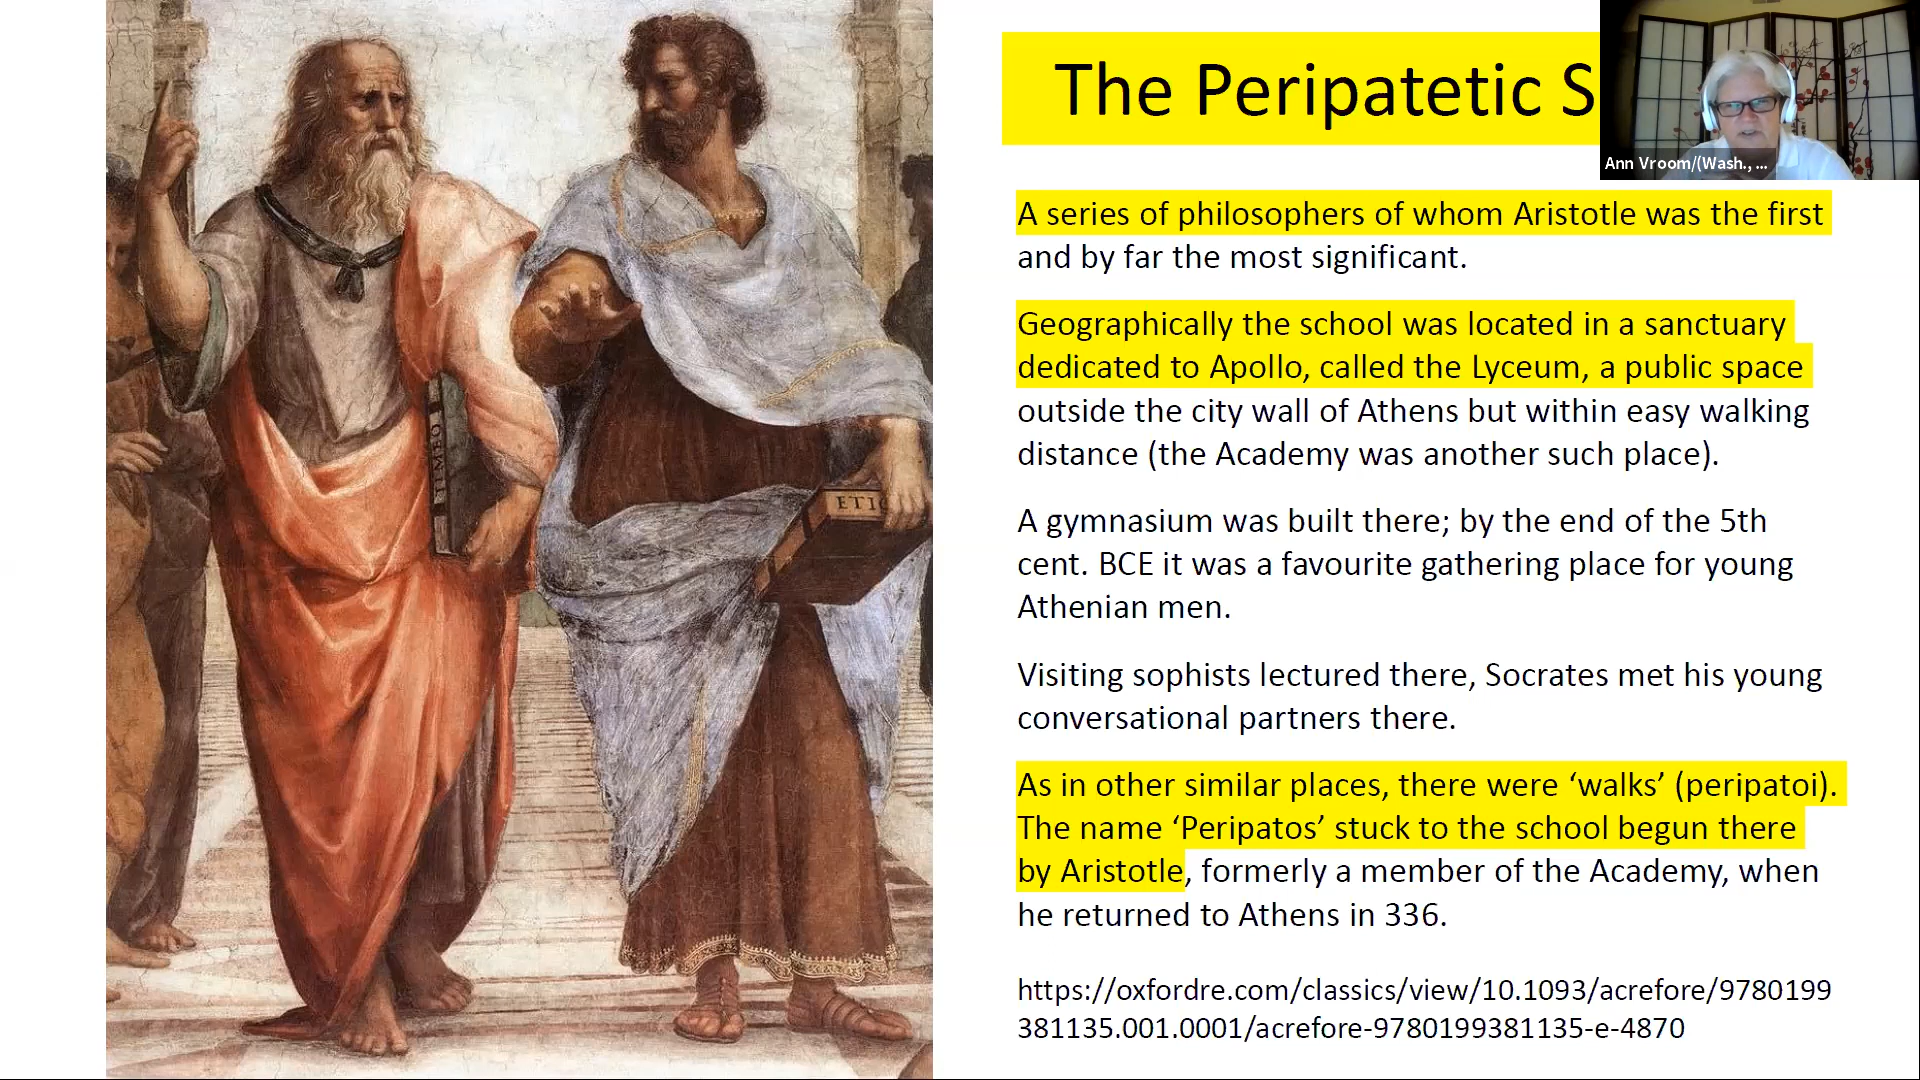 The Peripatetic S
Ann Vroom/(Wash., ...
A series of philosophers of whom Aristotle was the first
and by far the most significant.
Geographically the school was located in a sanctuary
dedicated to Apollo, called the Lyceum, a public space
outside the city wall of Athens but within easy walking
distance (the Academy was another such place).
A gymnasium was built there; by the end of the 5th
cent. BCE it was a favourite gathering place for young
Athenian men.
Visiting sophists lectured there, Socrates met his young
conversational partners there.
As in other similar places, there were ‘walks’ (peripatoi).
The name ‘Peripatos’ stuck to the school begun there
by Aristotle, formerly a member of the Academy, when
he returned to Athens in 336.
https://oxfordre.com/classics/view/10.1093/acrefore/9780199
381135.001.0001/acrefore-9780199381135-e-4870
TIMEO
ETIC